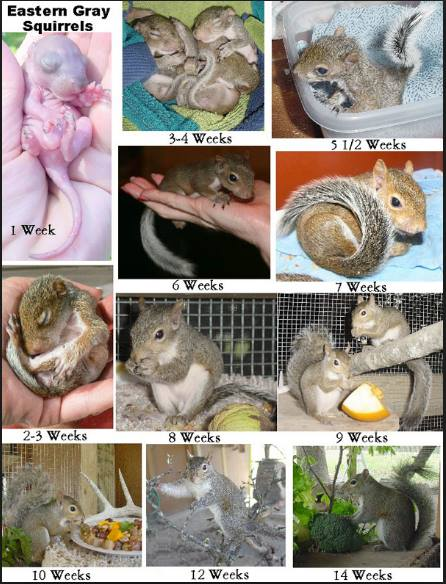 Eastern Gray
Squirrels
1 Week
3-4 Weeks
5 1/2 Weeks
6 Weeks
7 Weeks
2-3 Weeks
8 Weeks
9 Weeks
10 Weeks
12 Weeks
14 Weeks